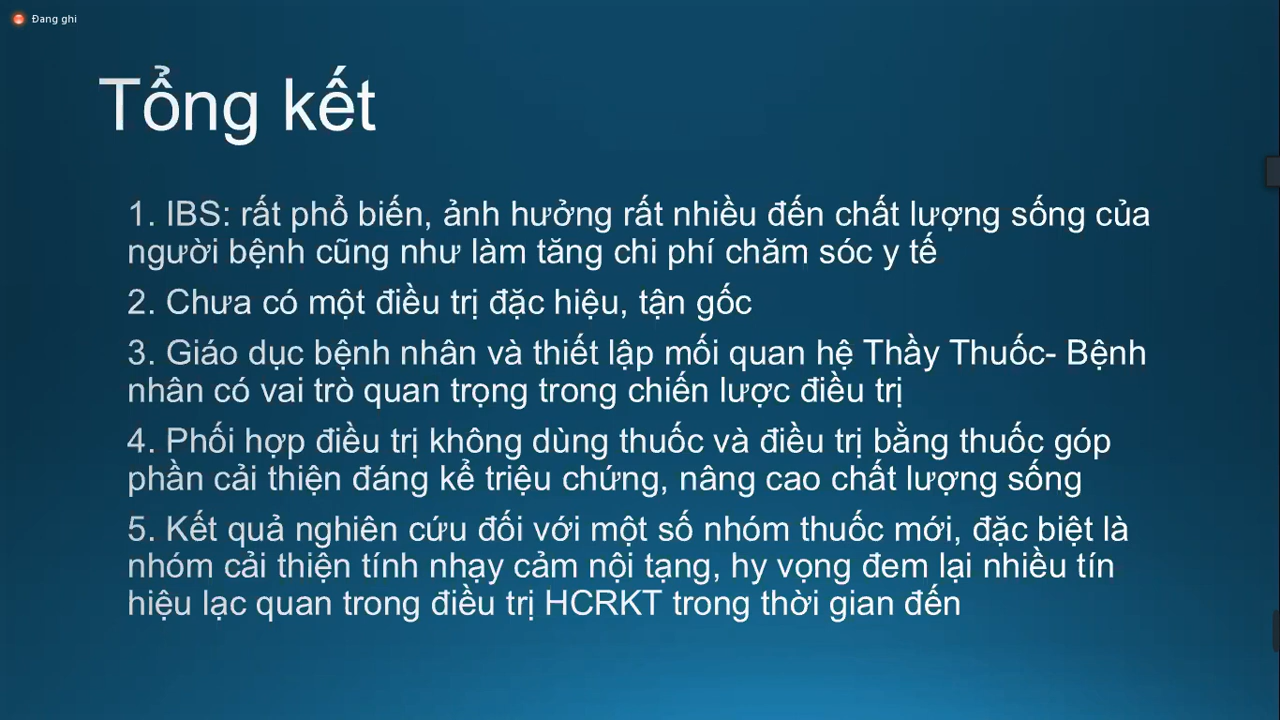 Đang ghi
Tổng kết
1. IBS: rất phổ biến, ảnh hưởng rất nhiều đến chất lượng sống của
người bệnh cũng như làm tăng chi phí chăm sóc y tế
2. Chưa có một điều trị đặc hiệu, tận gốc
3. Giáo dục bệnh nhân và thiết lập mối quan hệ Thầy Thuốc- Bệnh
nhân có vai trò quan trọng trong chiến lược điều trị
4. Phối hợp điều trị không dùng thuốc và điều trị bằng thuốc góp
phần cải thiện đáng kể triệu chứng, nâng cao chất lượng sống
5. Kết quả nghiên cứu đối với một số nhóm thuốc mới, đặc biệt là
nhóm cải thiện tính nhạy cảm nội tạng, hy vọng đem lại nhiều tín
hiệu lạc quan trong điều trị HCRKT trong thời gian đến